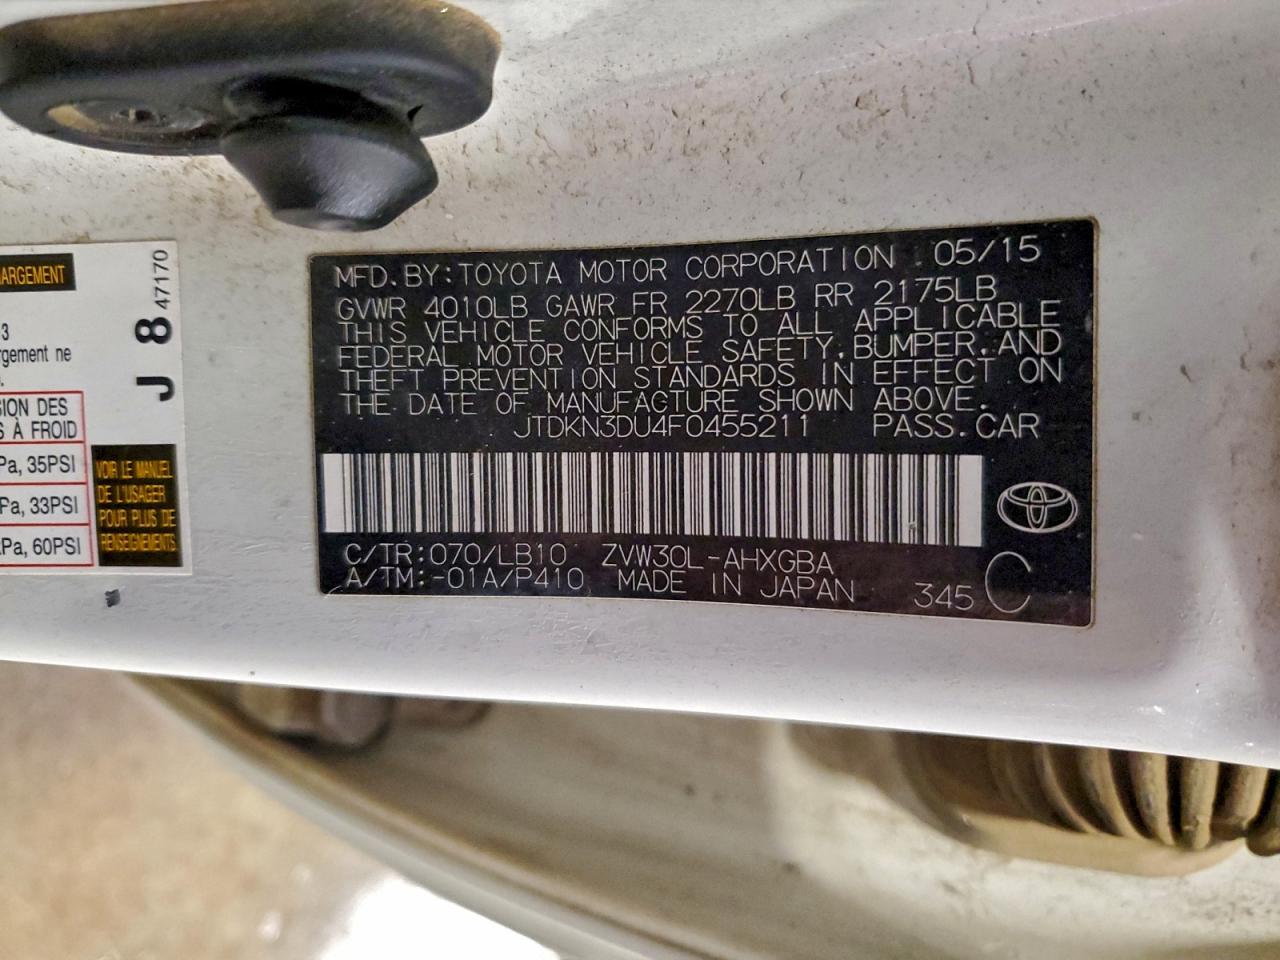 MFD. BY: TOYOTA MOTOR CORPORATION 05/15
GVWR 4010LB GAWR FR 2270LB RR 2175LB
THIS VEHICLE CONFORMS TO ALL APPLICABLE
FEDERAL MOTOR VEHICLE SAFETY, BUMPER, AND
THEFT PREVENTION STANDARDS IN EFFECT ON
THE DATE OF MANUFACTURE SHOWN ABOVE.
JTDKN3DU4F0455211 PASS. CAR
C/TR: 070/LB10 ZVW30L-AHXGBA
A/TM: -01A/P410 MADE IN JAPAN 345 C
ARGEMENT
3
rgement ne
SION DES
S À FROID
Pa, 35PSI
Pa, 33PSI
Pa, 60PSI
J 8 47170
VOIR LE MANUEL
DE L'USAGER
POUR PLUS DE
RENSEIGNEMENTS